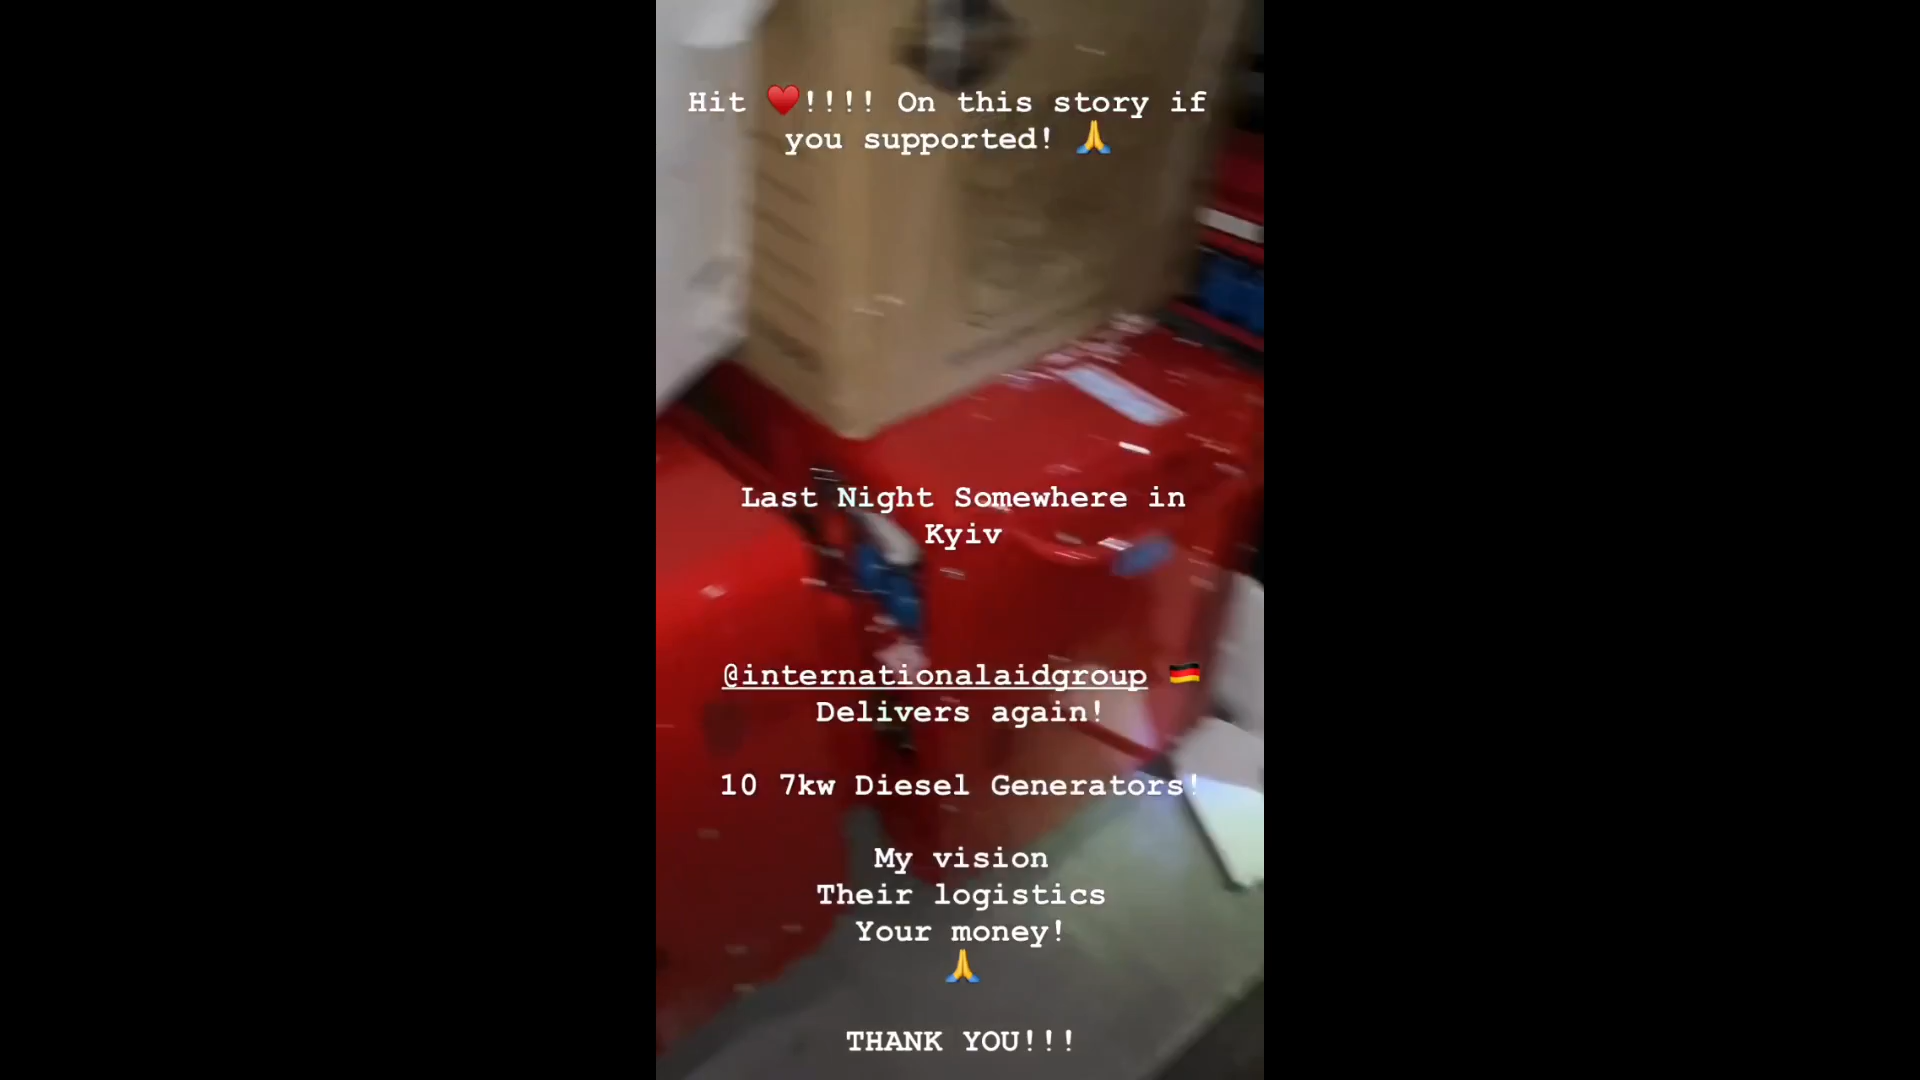 Hit ♥️!!!! On this story if
you supported! 🙏
Last Night Somewhere in
Kyiv
@internationalaidgroup 🇩🇪
Delivers again!
10 7kw Diesel Generators!
My vision
Their logistics
Your money!
🙏
THANK YOU!!!